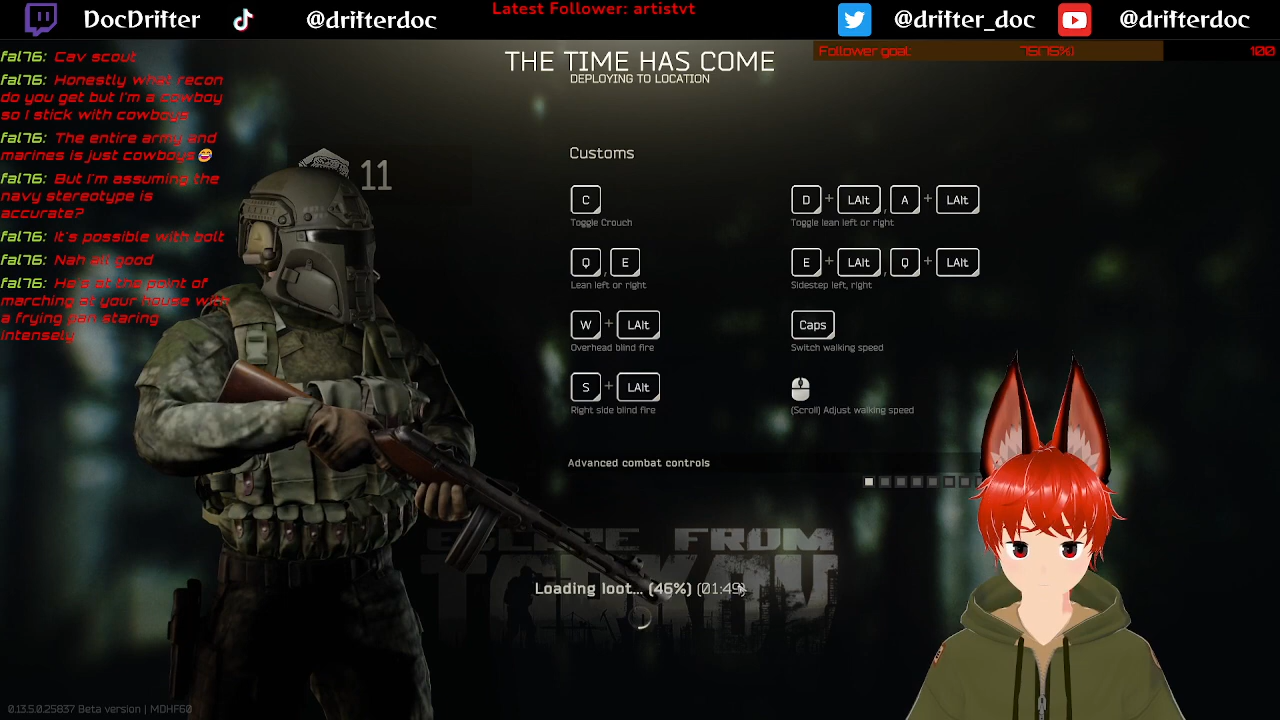 DocDrifter
@drifterdoc
Latest Follower: artistvt
@drifter_doc
@drifterdoc
Follower goal:
75(75%)
100
fal76: Cav scout
fal76: Honestly what recon
do you get but I'm a cowboy
so I stick with cowboys
fal76: The entire army and
marines is just cowboys😂
fal76: But I'm assuming the
navy stereotype is
accurate?
fal76: It's possible with bolt
fal76: Nah all good
fal76: He's at the point of
marching at your house with
a frying pan staring
intensely
THE TIME HAS COME
DEPLOYING TO LOCATION
11
Customs
C
Toggle Crouch
D + LAlt , A + LAlt
Toggle lean left or right
Q , E
Lean left or right
E + LAlt , Q + LAlt
Sidestep left, right
W + LAlt
Overhead blind fire
Caps
Switch walking speed
S + LAlt
Right side blind fire
(Scroll) Adjust walking speed
Advanced combat controls
ESCAPE FROM
TARKOV
Loading loot... (46%) (01:49)
0.13.5.0.25837 Beta version | MDHF60